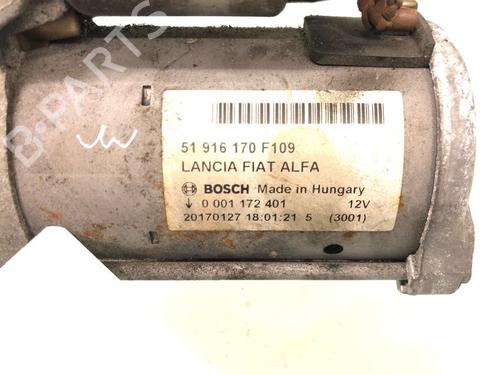 B-PARTS
51 916 170 F109
LANCIA FIAT ALFA
BOSCH Made in Hungary
↓ 0 001 172 401 12V
20170127 18:01:21 5 (3001)